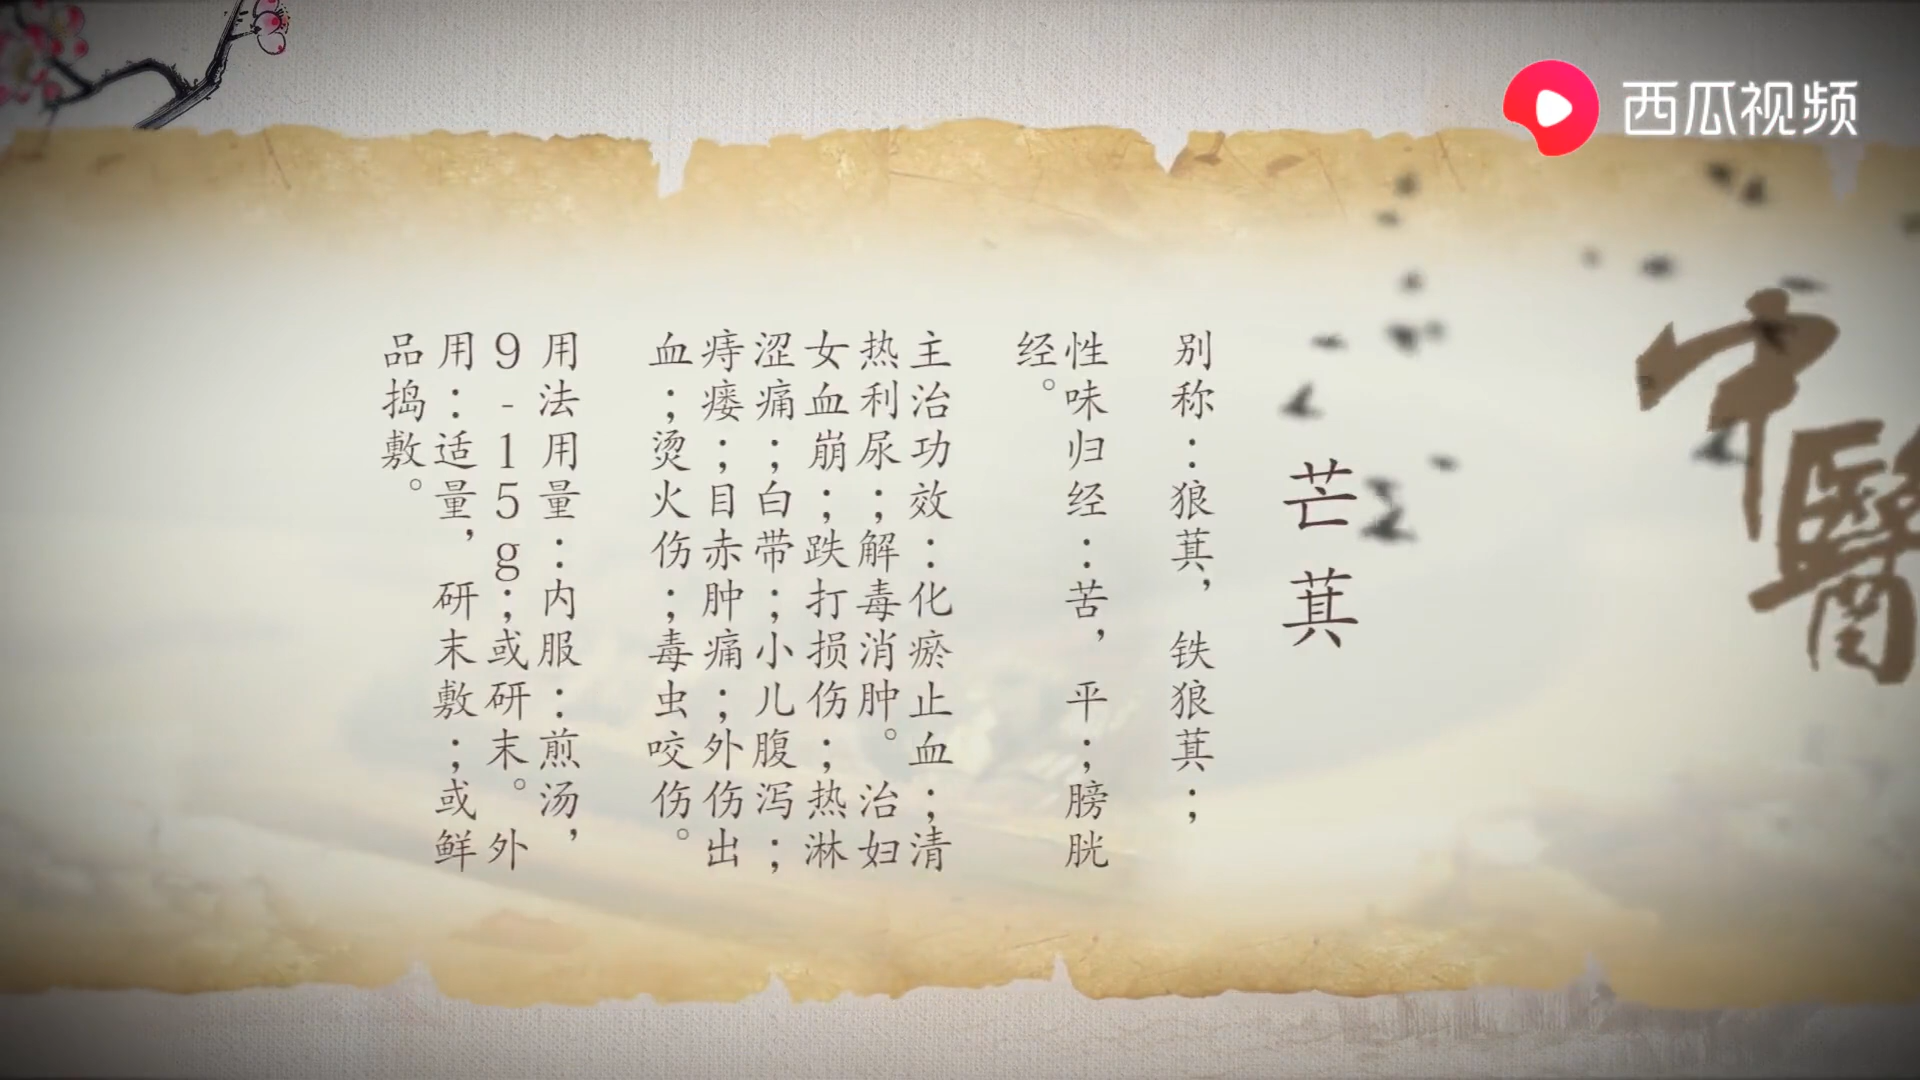 西瓜视频
中醫
芒萁
别称：狼萁，铁狼萁；
性味归经：苦，平；膀胱
经。
主治功效：化瘀止血；清
热利尿；解毒消肿。治妇
女血崩；跌打损伤；热淋
涩痛；白带；小儿腹泻；
痔瘘；目赤肿痛；外伤出
血；烫火伤；毒虫咬伤。
用法用量：内服：煎汤，
9-15g；或研末。外
用：适量，研末敷；或鲜
品捣敷。